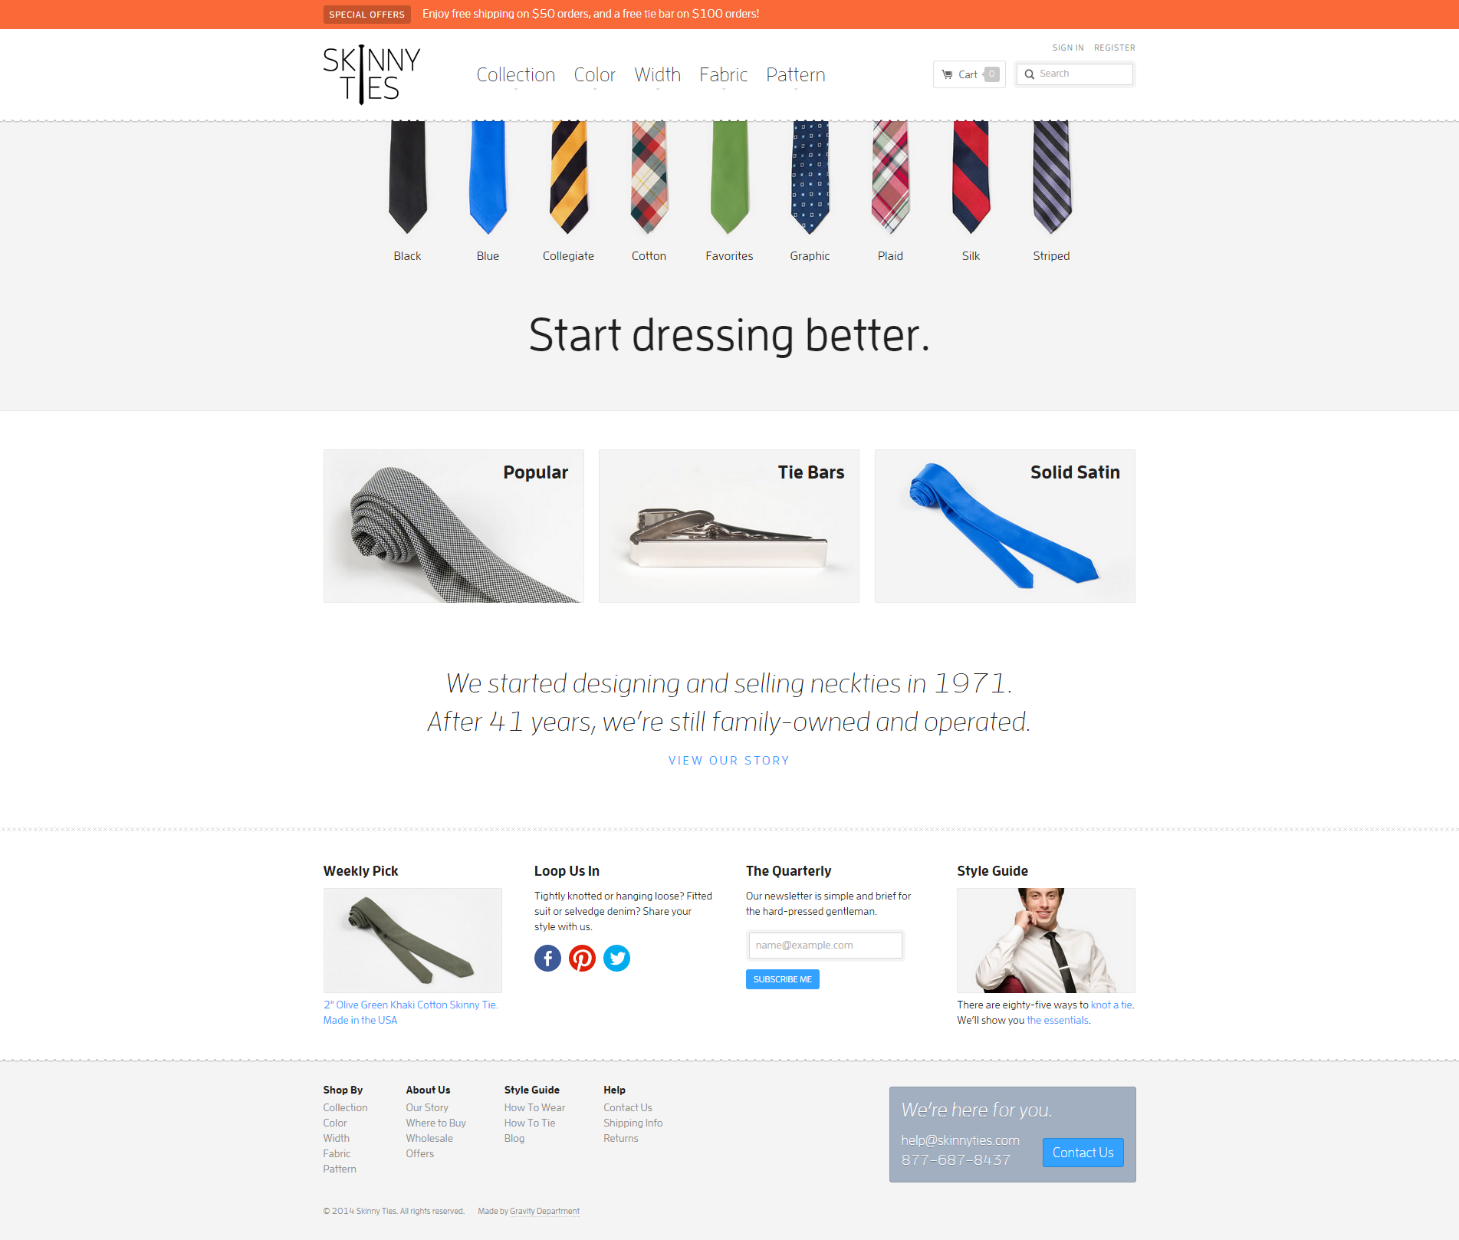 SPECIAL OFFERS Enjoy free shipping on $50 orders, and a free tie bar on $100 orders!
SIGN IN REGISTER
SKINNY
TIES
Collection Color Width Fabric Pattern
Cart 0
Search
Black Blue Collegiate Cotton Favorites Graphic Plaid Silk Striped
Start dressing better.
Popular
Tie Bars
Solid Satin
We started designing and selling neckties in 1971.
After 41 years, we're still family-owned and operated.
VIEW OUR STORY
Weekly Pick
2" Olive Green Khaki Cotton Skinny Tie.
Made in the USA
Loop Us In
Tightly knotted or hanging loose? Fitted
suit or selvedge denim? Share your
style with us.
The Quarterly
Our newsletter is simple and brief for
the hard-pressed gentleman.
name@example.com
SUBSCRIBE ME
Style Guide
There are eighty-five ways to knot a tie.
We'll show you the essentials.
Shop By
Collection
Color
Width
Fabric
Pattern
About Us
Our Story
Where to Buy
Wholesale
Offers
Style Guide
How To Wear
How To Tie
Blog
Help
Contact Us
Shipping Info
Returns
We're here for you.
help@skinnyties.com
877-687-8437
Contact Us
© 2014 Skinny Ties. All rights reserved. Made by Gravity Department